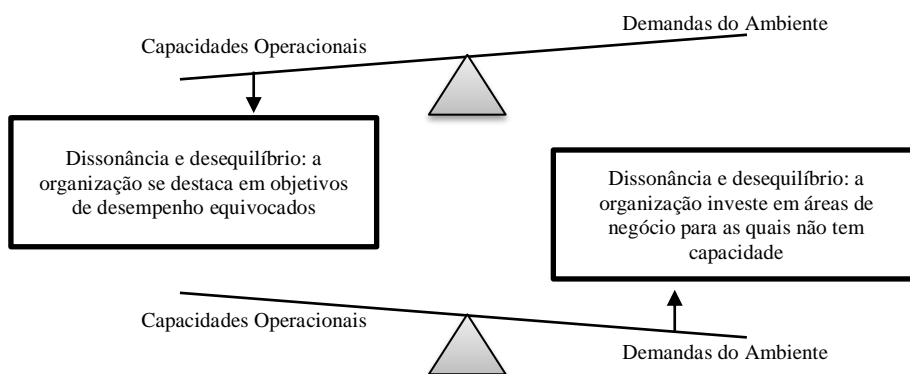 Demandas do Ambiente
Capacidades Operacionais
Dissonância e desequilíbrio: a
organização se destaca em objetivos
de desempenho equivocados
Dissonância e desequilíbrio: a
organização investe em áreas de
negócio para as quais não tem
capacidade
Capacidades Operacionais
Demandas do Ambiente